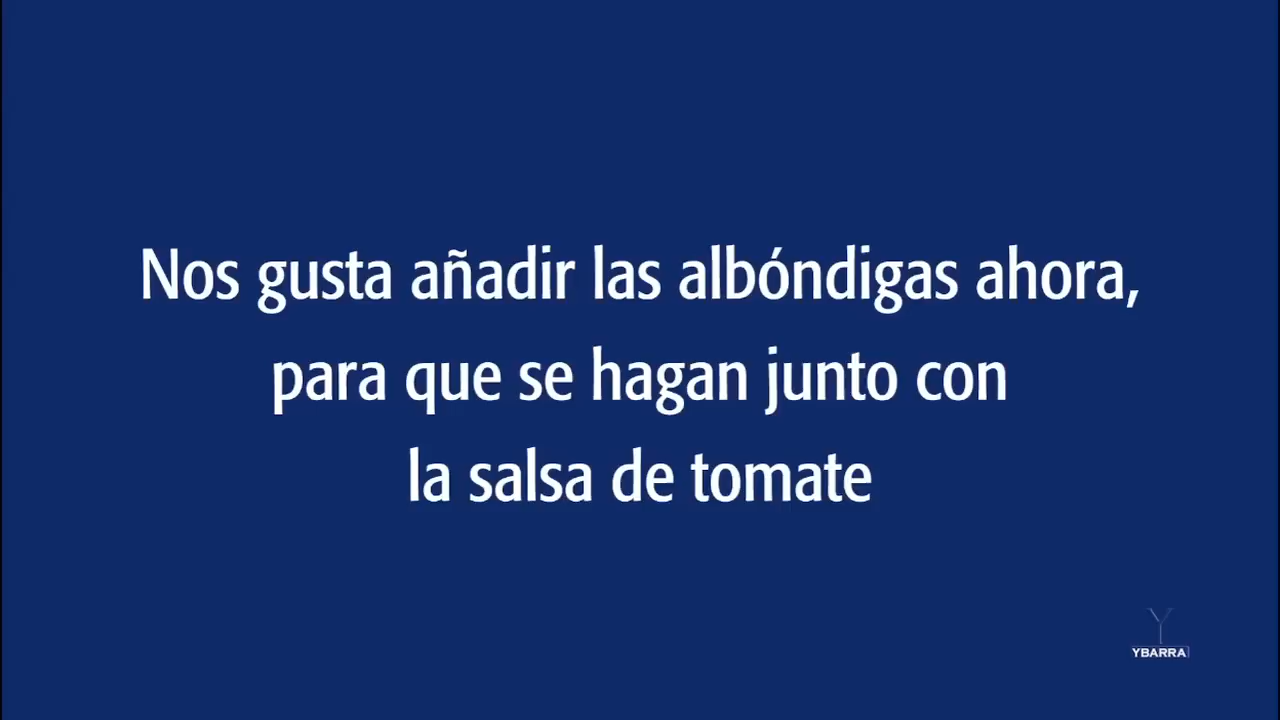 Nos gusta añadir las albóndigas ahora,
para que se hagan junto con
la salsa de tomate
YBARRA